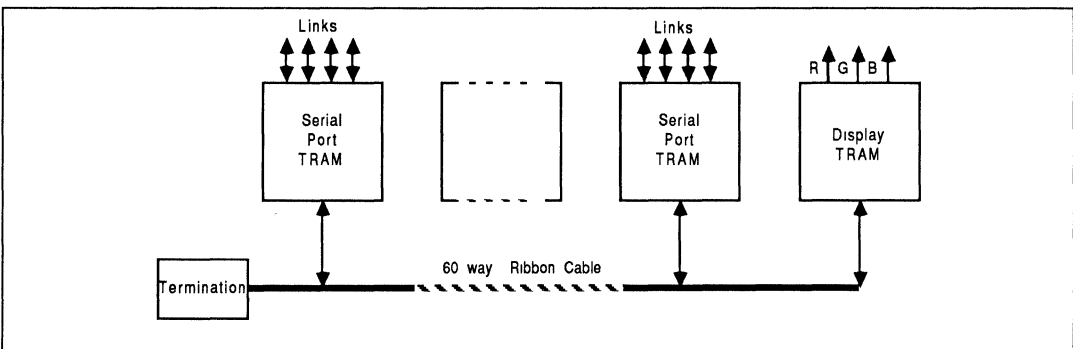 Links
Links
R G B
Serial
Port
TRAM
Serial
Port
TRAM
Display
TRAM
60 way Ribbon Cable
Termination